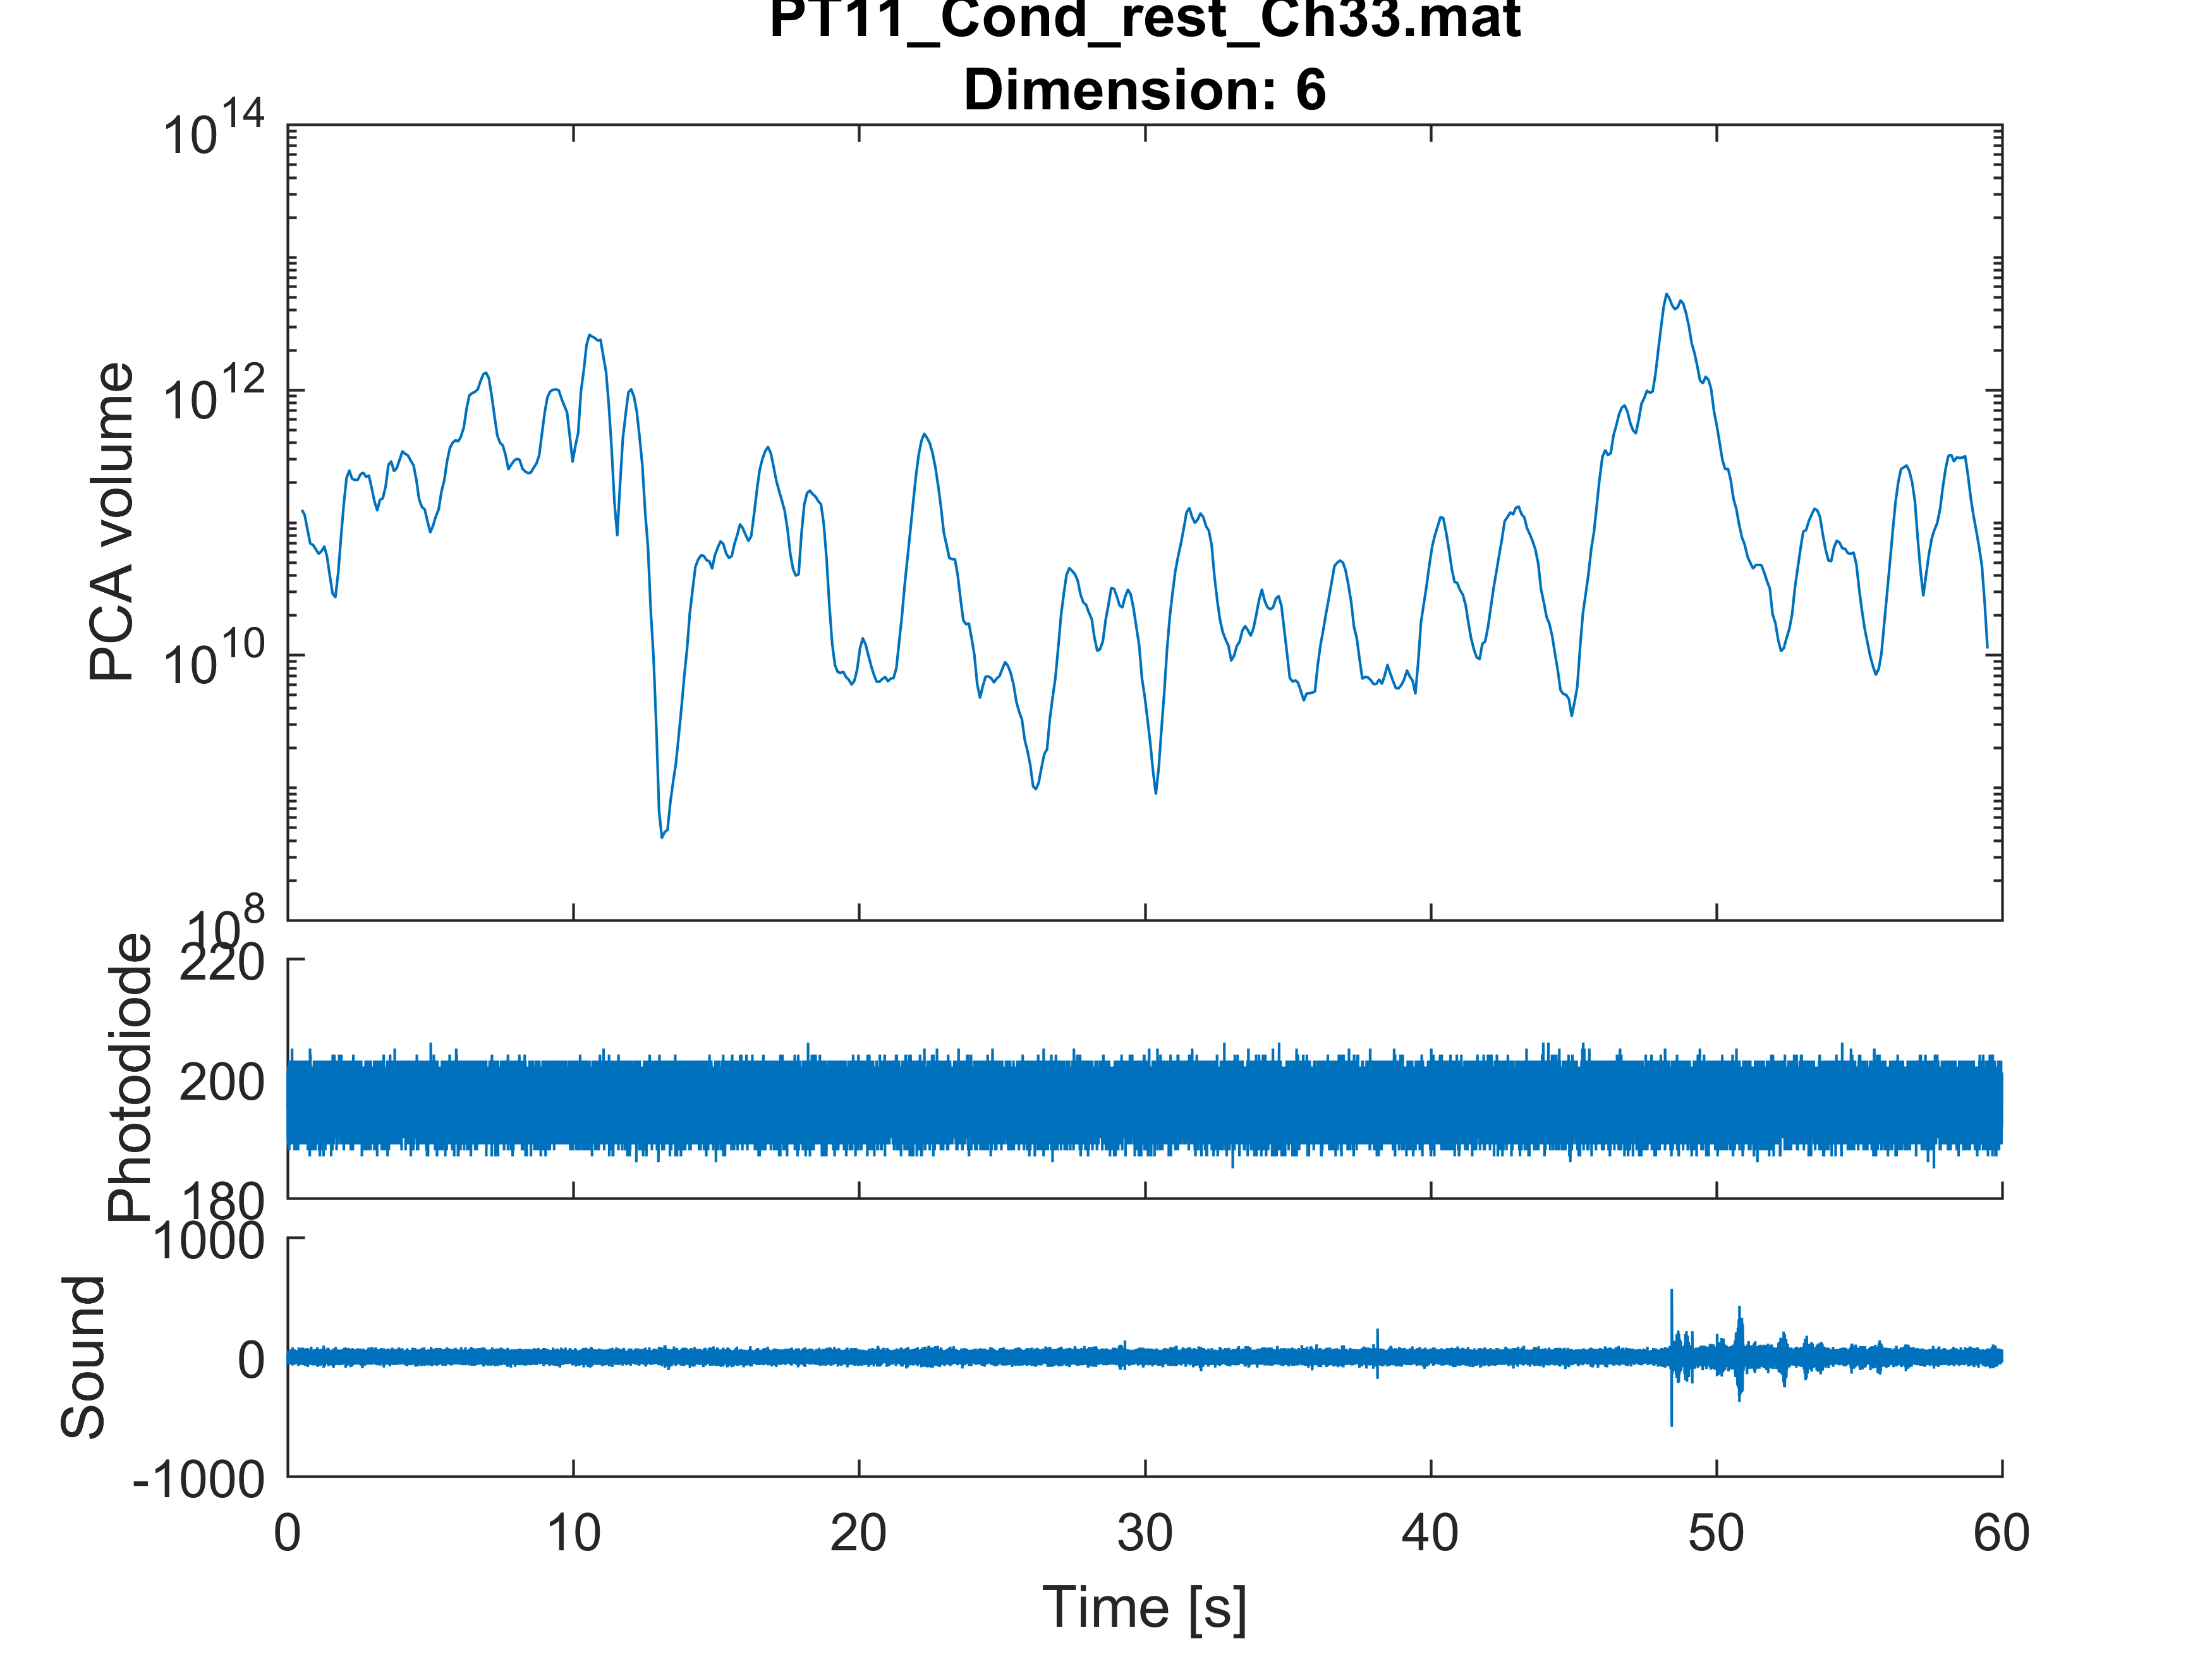 PT11_Cond_rest_Ch33.mat
Dimension: 6
10^14
10^12
10^10
10^8
PCA volume
220
200
180
Photodiode
1000
0
-1000
Sound
0 10 20 30 40 50 60
Time [s]